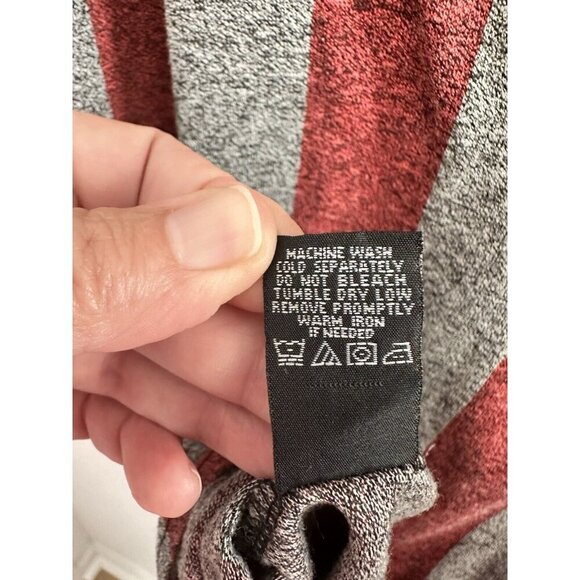 MACHINE WASH
COLD SEPARATELY
DO NOT BLEACH
TUMBLE DRY LOW
REMOVE PROMPTLY
WARM IRON
IF NEEDED